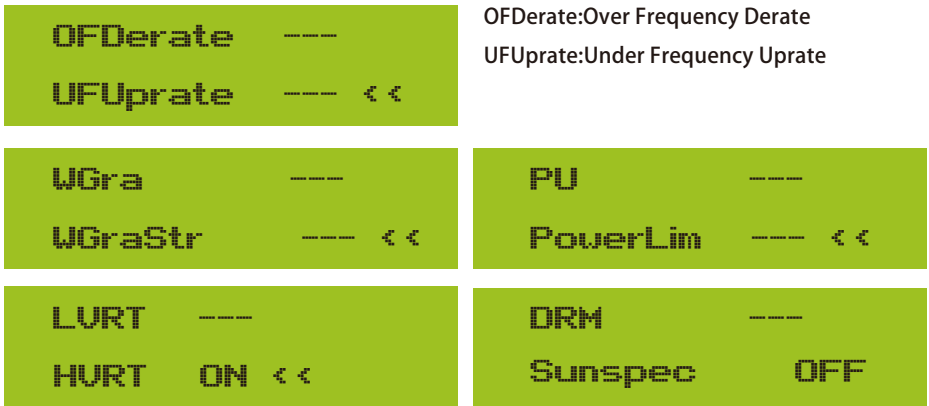 OFDerate ---
UFUprate --- <<
OFDerate:Over Frequency Derate
UFUprate:Under Frequency Uprate
WGra ---
WGraStr --- <<
PU ---
PowerLim --- <<
LVRT ---
HVRT ON <<
DRM ---
Sunspec OFF